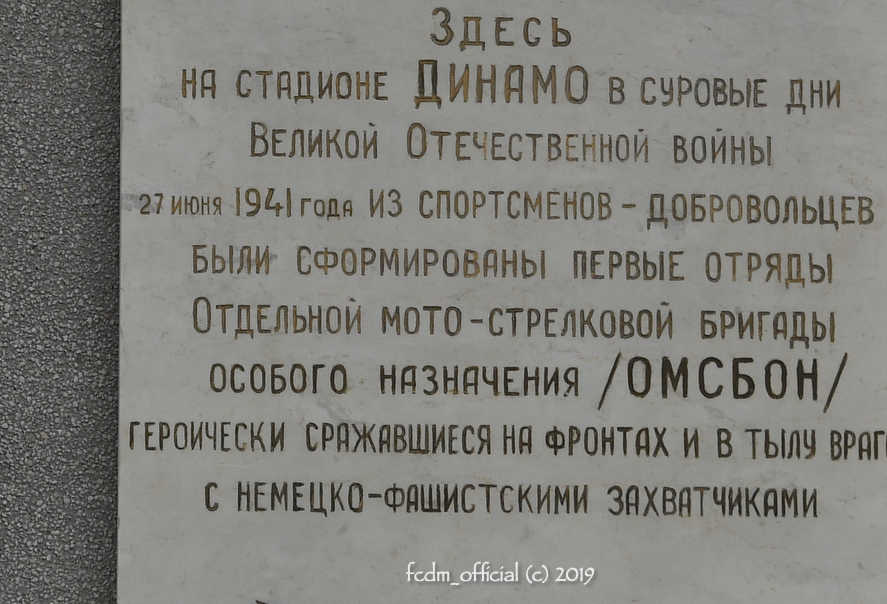 Здесь
на стадионе ДИНАМО в суровые дни
Великой Отечественной войны
27 июня 1941 года из спортсменов - добровольцев
были сформированы первые отряды
Отдельной мото-стрелковой бригады
особого назначения /ОМСБОН/
героически сражавшиеся на фронтах и в тылу
с немецко-фашистскими захватчиками
fcdm_official (c) 2019